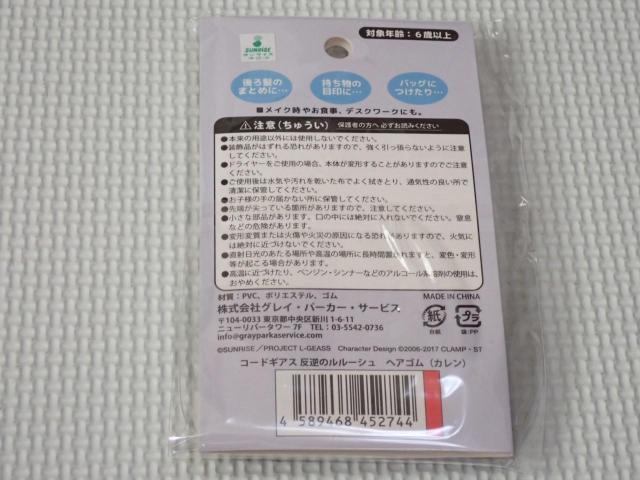 SUNRISE
対象年齢：6歳以上
後ろ髪の
まとめに…
持ち物の
目印に…
バッグに
つけたり…
■メイク時やお食事、デスクワークにも。
注意（ちゅうい） 保護者の方へ 必ずお読みください
●本来の用途以外には使用しないでください。
●装飾品がはずれる恐れがありますので、強く引っ張らないように注意
してください。
●ドライヤーをご使用の場合、本体が変形することがありますのでご注意
ください。
●ご使用後は水気や汚れを乾いた布でよく拭きとり、通気性の良い所で
清潔に保管してください。
●お子様の手の届かない所に保管してください。
●先端が尖っている箇所がありますので、注意してください。
●小さな部品があります、口の中には絶対に入れないでください。窒息
などの危険があります。
●変形変質または火傷や火災の原因になる恐れがありますので、火気に
は絶対に近づけないでください。
●直射日光のあたる場所や高温の場所に長時間置かれますと、変色・変形
等が起こる場合があります。
●高温に近づけたり、ベンジン・シンナーなどのアルコール系溶剤の使用は、
おやめください。
材質：PVC、ポリエステル、ゴム
株式会社グレイ・パーカー・サービス
〒104-0033 東京都中央区新川 1-6-11
ニューリバータワー 7F TEL：03-5542-0736
info@grayparkaservice.com
MADE IN CHINA
紙
台紙
プラ
袋:PP
©SUNRISE／PROJECT L-GEASS Character Design ©2006-2017 CLAMP・ST
コードギアス 反逆のルルーシュ ヘアゴム（カレン）
4 589468 452744